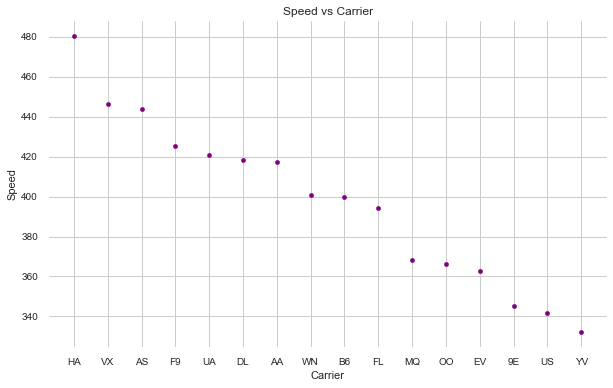 Speed vs Carrier
480
460
440
420
400
380
360
340
Speed
HA VX AS F9 UA DL AA WN B6 FL MQ OO EV 9E US YV
Carrier